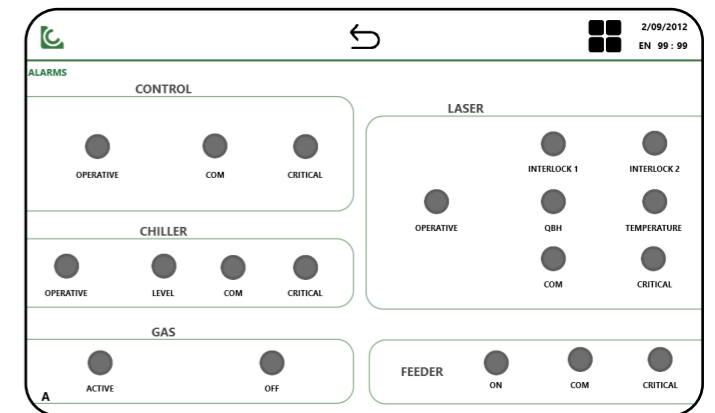 2/09/2012
EN 99 : 99
ALARMS
CONTROL
OPERATIVE COM CRITICAL
CHILLER
OPERATIVE LEVEL COM CRITICAL
GAS
ACTIVE OFF
A
LASER
INTERLOCK 1 INTERLOCK 2
OPERATIVE QBH TEMPERATURE
COM CRITICAL
FEEDER
ON COM CRITICAL